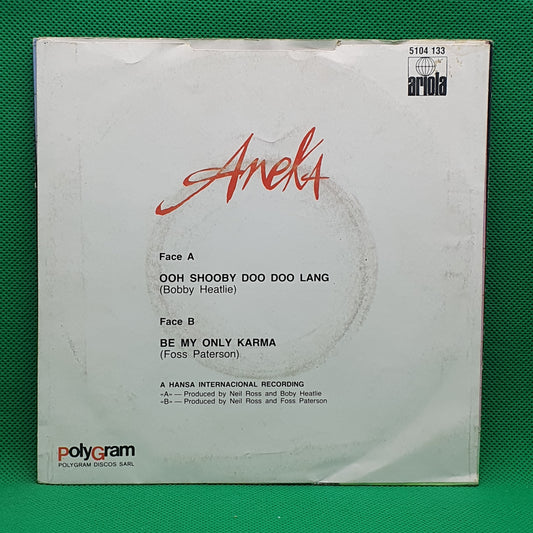 5104 133
ariola
Aneka
Face A
OOH SHOOBY DOO DOO LANG
(Bobby Heatlie)
Face B
BE MY ONLY KARMA
(Foss Paterson)
A HANSA INTERNACIONAL RECORDING
«A» — Produced by Neil Ross and Boby Heatlie
«B» — Produced by Neil Ross and Foss Paterson
PolyGram
POLYGRAM DISCOS SARL